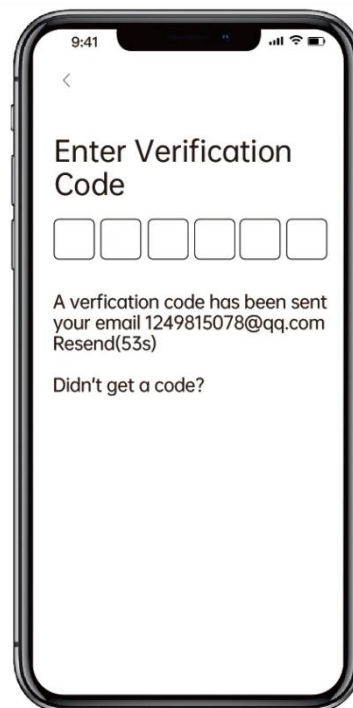 9:41
Enter Verification
Code
A verfication code has been sent
your email 1249815078@qq.com
Resend(53s)
Didn't get a code?